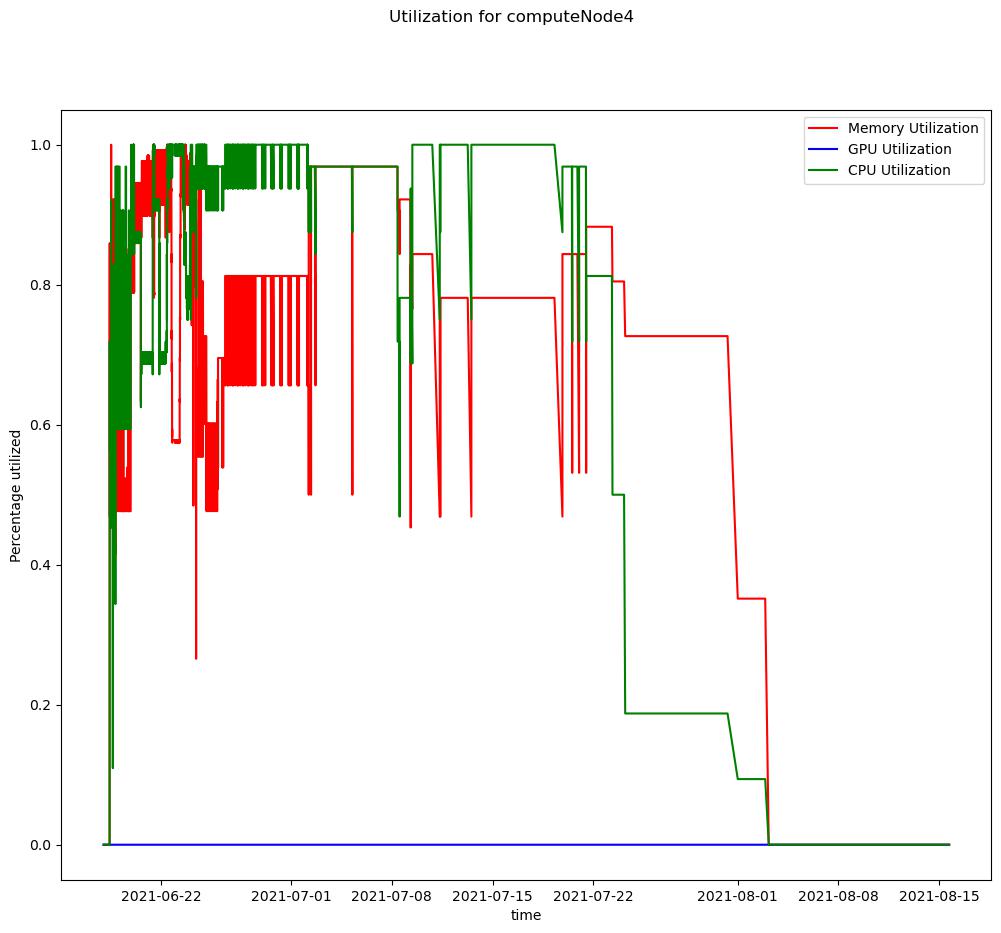 Utilization for computeNode4
Memory Utilization
GPU Utilization
CPU Utilization
1.0
0.8
0.6
0.4
0.2
0.0
Percentage utilized
2021-06-22 2021-07-01 2021-07-08 2021-07-15 2021-07-22 2021-08-01 2021-08-08 2021-08-15
time